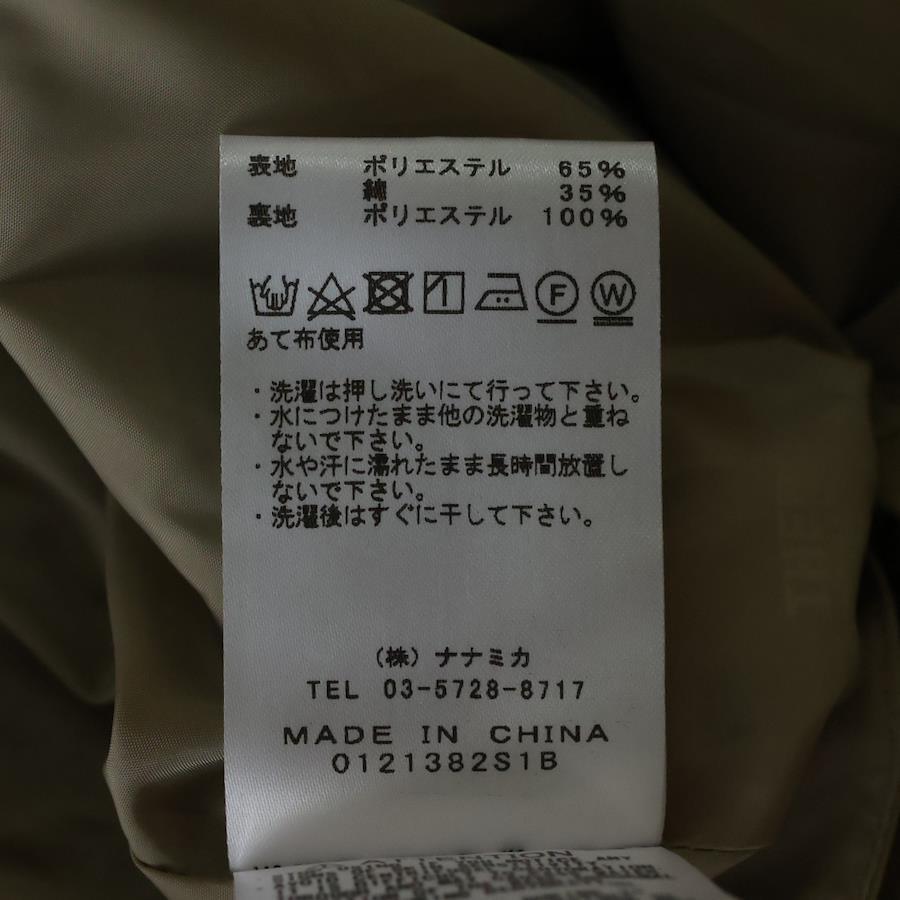 表地 ポリエステル 65%
綿 35%
裏地 ポリエステル 100%
F W
あて布使用
・洗濯は押し洗いにて行って下さい。
・水につけたまま他の洗濯物と重ね
ないで下さい。
・水や汗に濡れたまま長時間放置し
ないで下さい。
・洗濯後はすぐに干して下さい。
(株)ナナミカ
TEL 03-5728-8717
MADE IN CHINA
0121382S1B